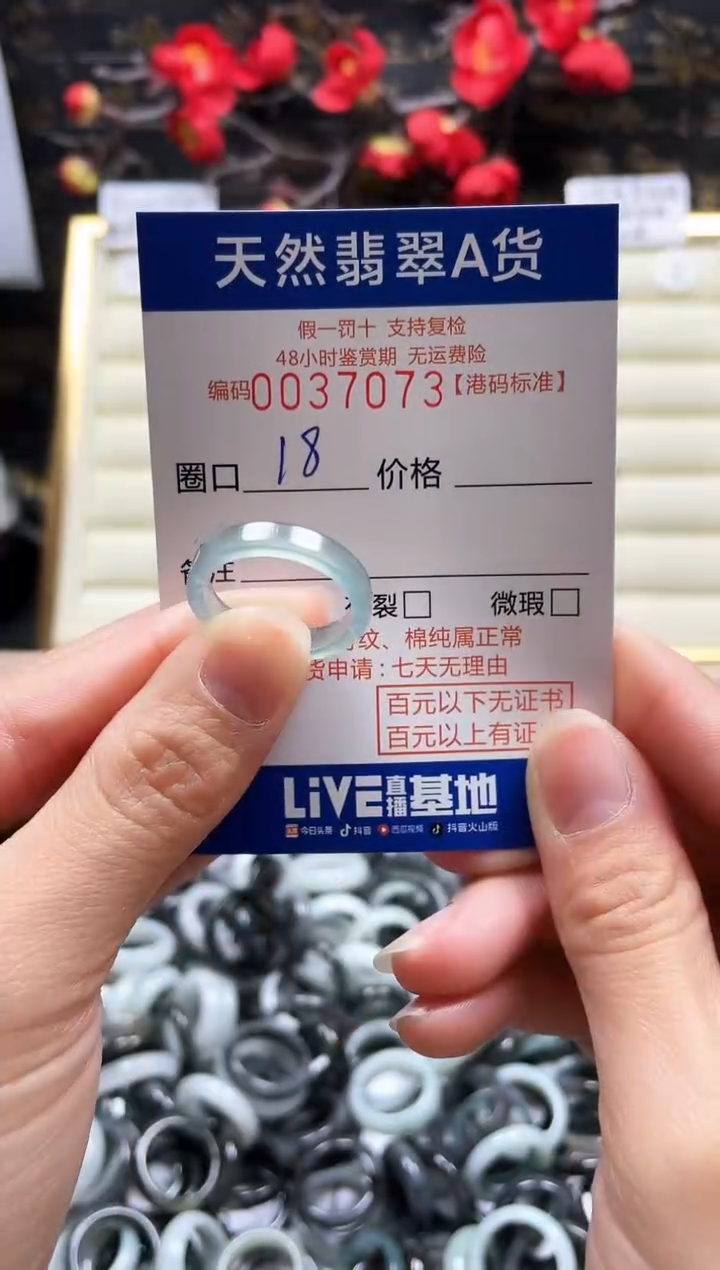 天然翡翠A货
假一罚十 支持复检
48小时鉴赏期 无运费险
编码0037073【港码标准】
圈口 18 价格
备注
裂□ 微瑕□
纹、棉纯属正常
货申请:七天无理由
百元以下无证书
百元以上有证
LiVE直播基地
今日头条 抖音 西瓜视频 抖音火山版